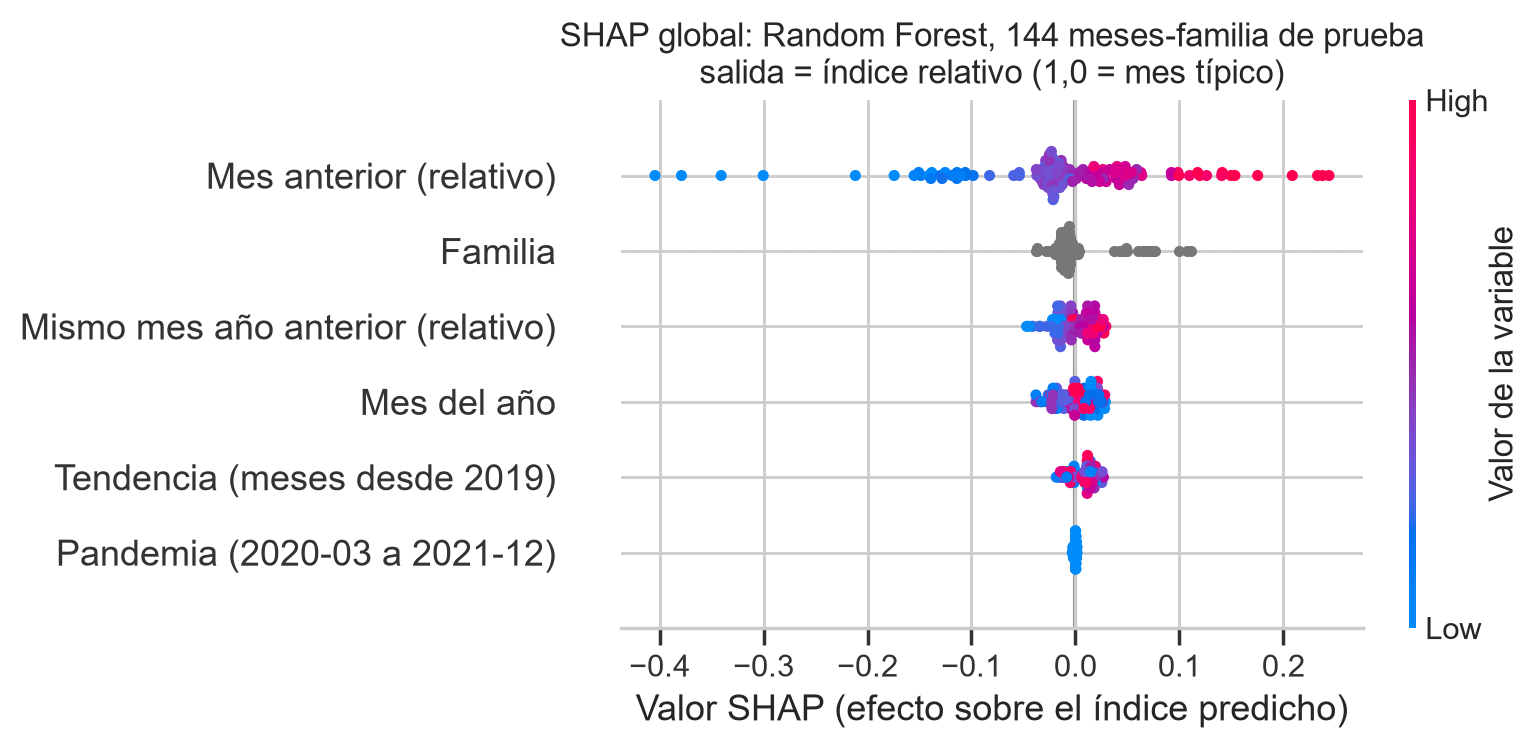 SHAP global: Random Forest, 144 meses-familia de prueba
salida = índice relativo (1,0 = mes típico)
High
Mes anterior (relativo)
Familia
Mismo mes año anterior (relativo)
Mes del año
Tendencia (meses desde 2019)
Pandemia (2020-03 a 2021-12)
Valor de la variable
Low
−0.4 −0.3 −0.2 −0.1 0.0 0.1 0.2
Valor SHAP (efecto sobre el índice predicho)